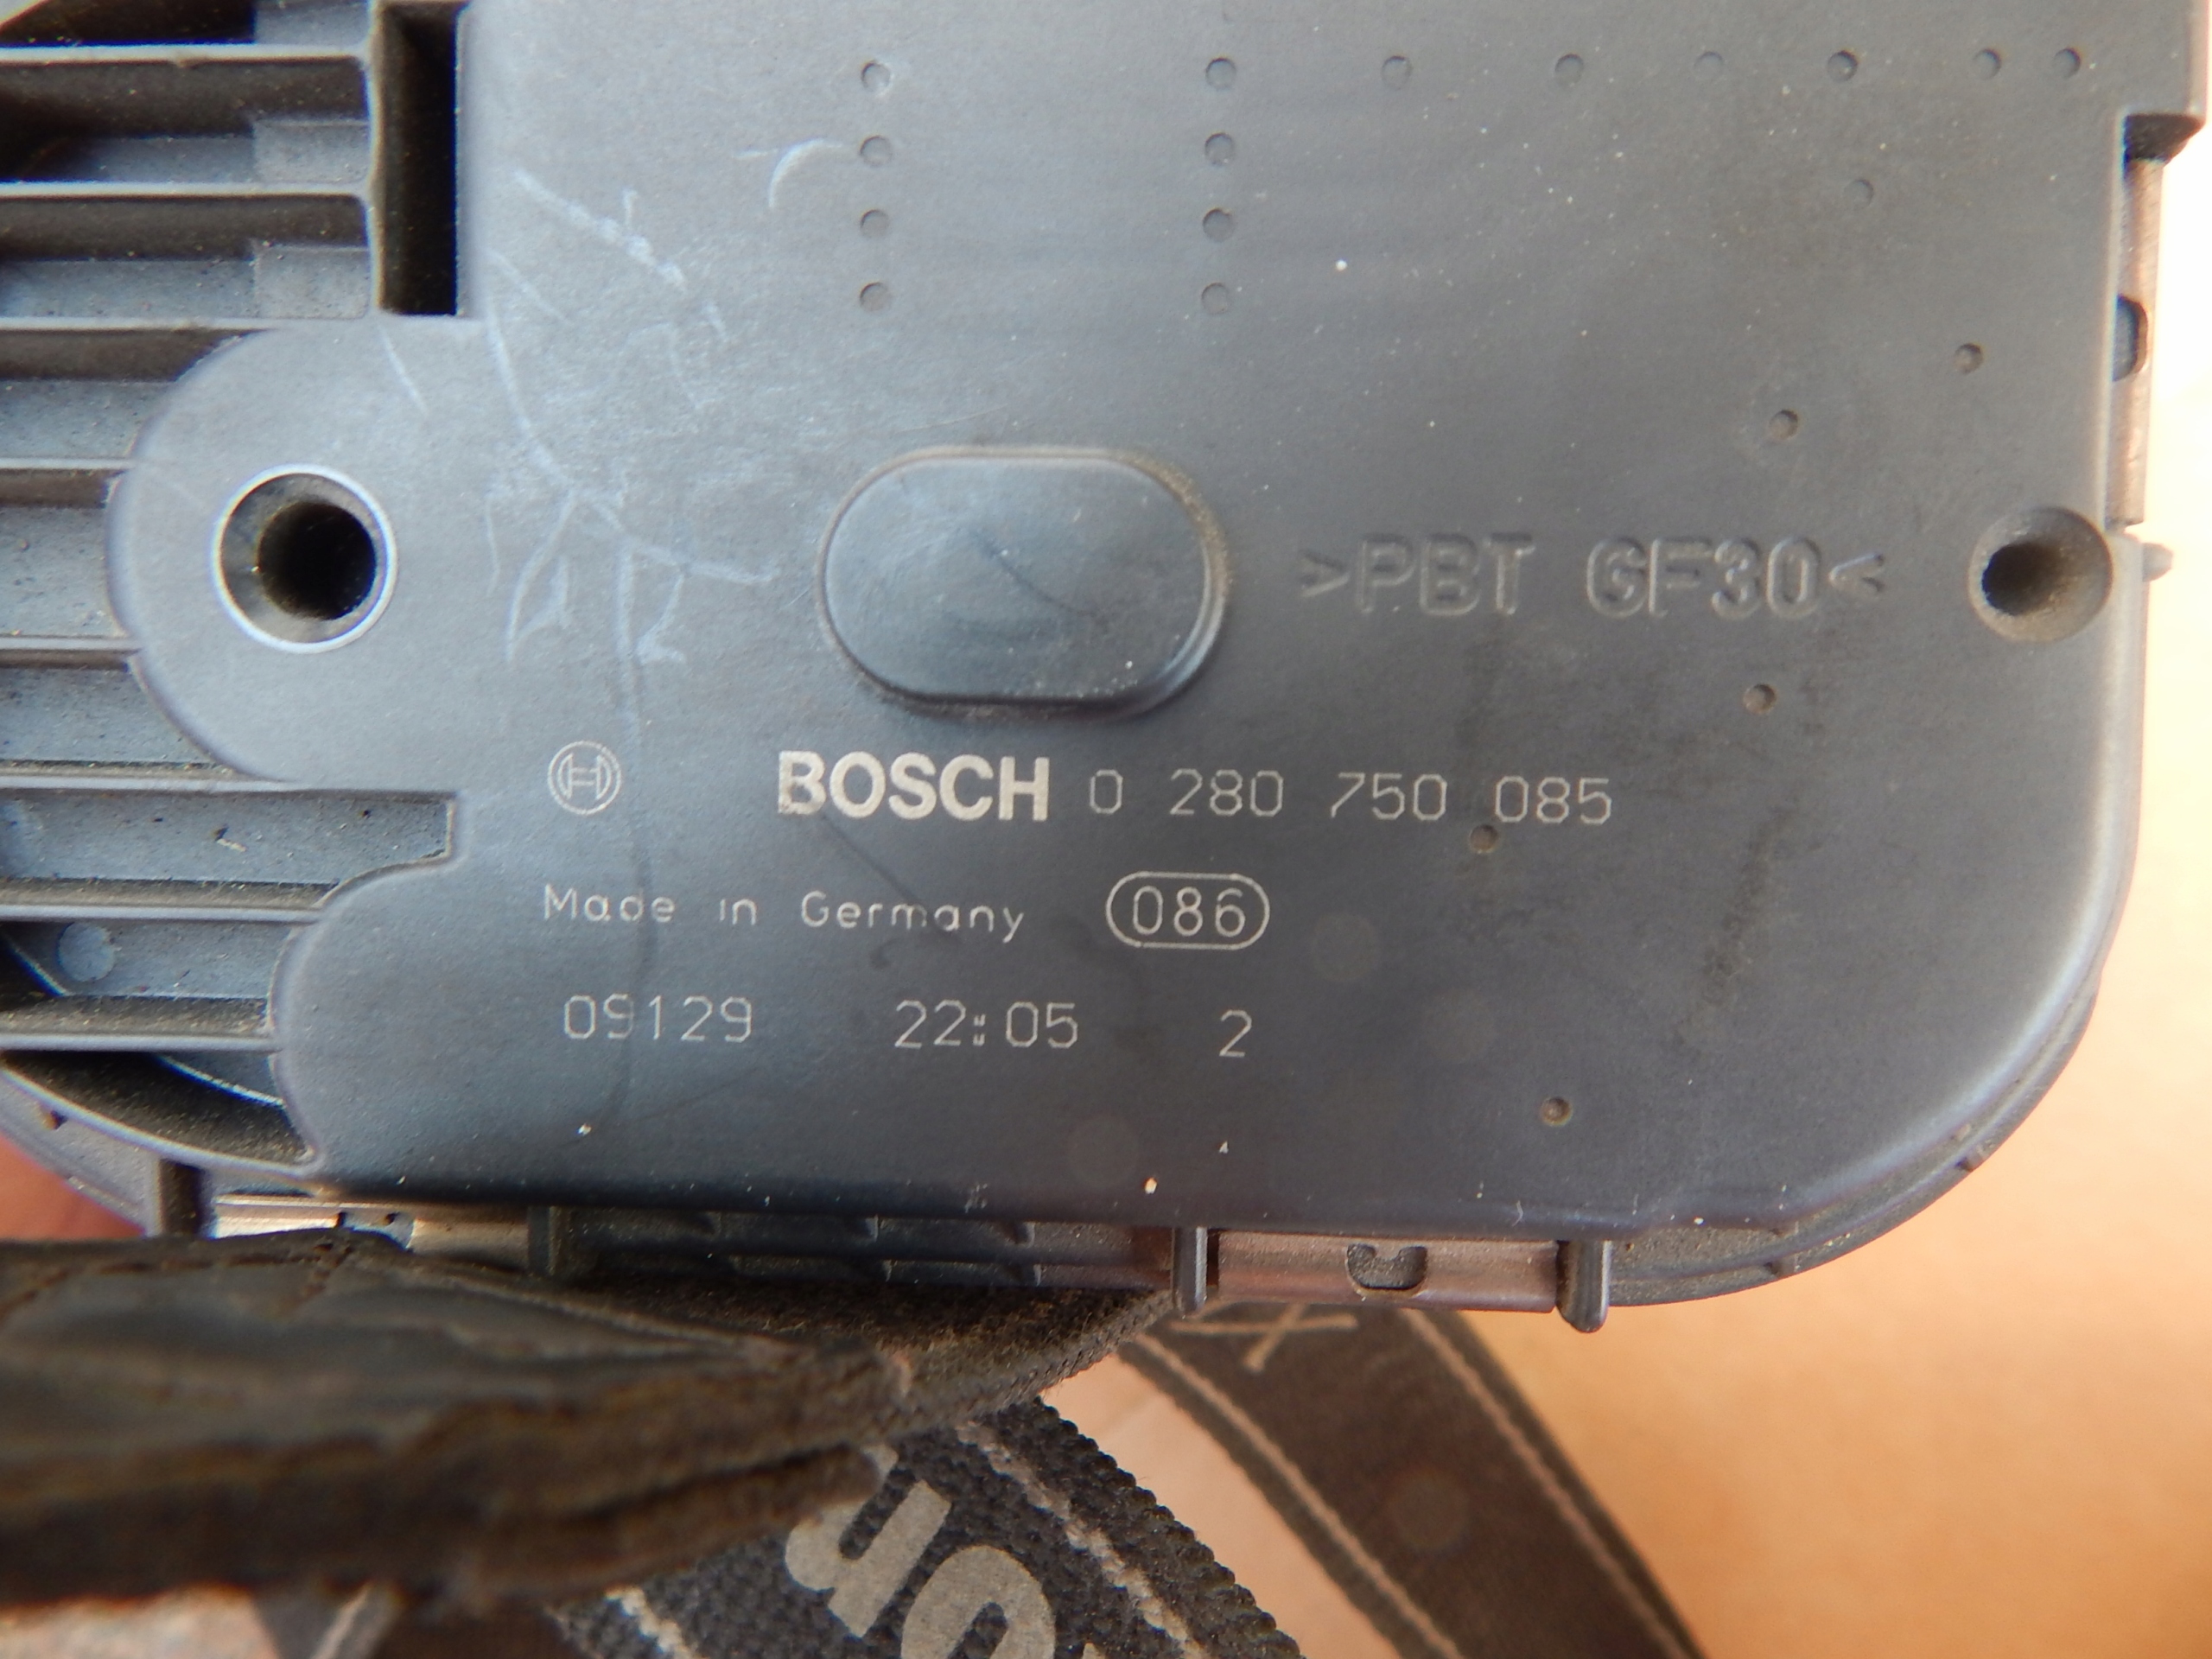 >PBT GF30<
BOSCH 0 280 750 085
Made in Germany 086
09129 22:05 2